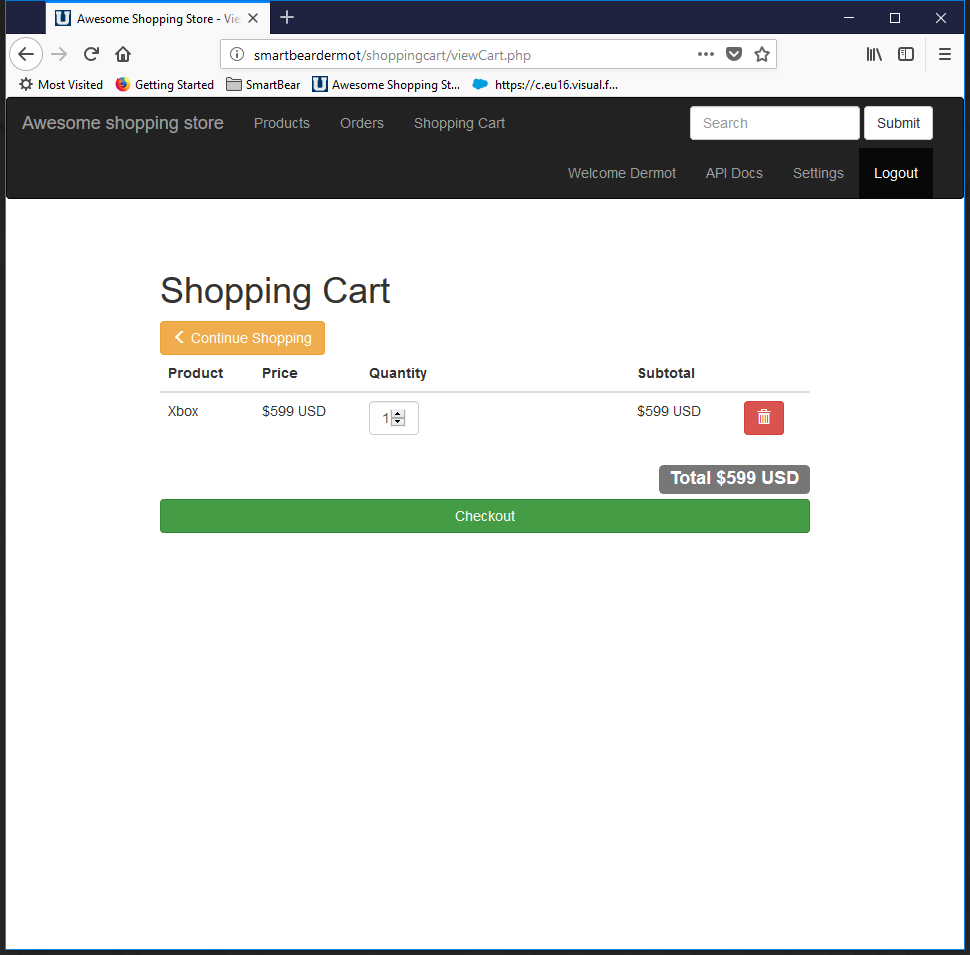 Awesome Shopping Store - Vie
smartbeardermot/shoppingcart/viewCart.php
Most Visited Getting Started SmartBear Awesome Shopping St... https://c.eu16.visual.f...
Awesome shopping store Products Orders Shopping Cart Search Submit
Welcome Dermot API Docs Settings Logout
Shopping Cart
Continue Shopping
Product Price Quantity Subtotal
Xbox $599 USD 1 $599 USD
Total $599 USD
Checkout